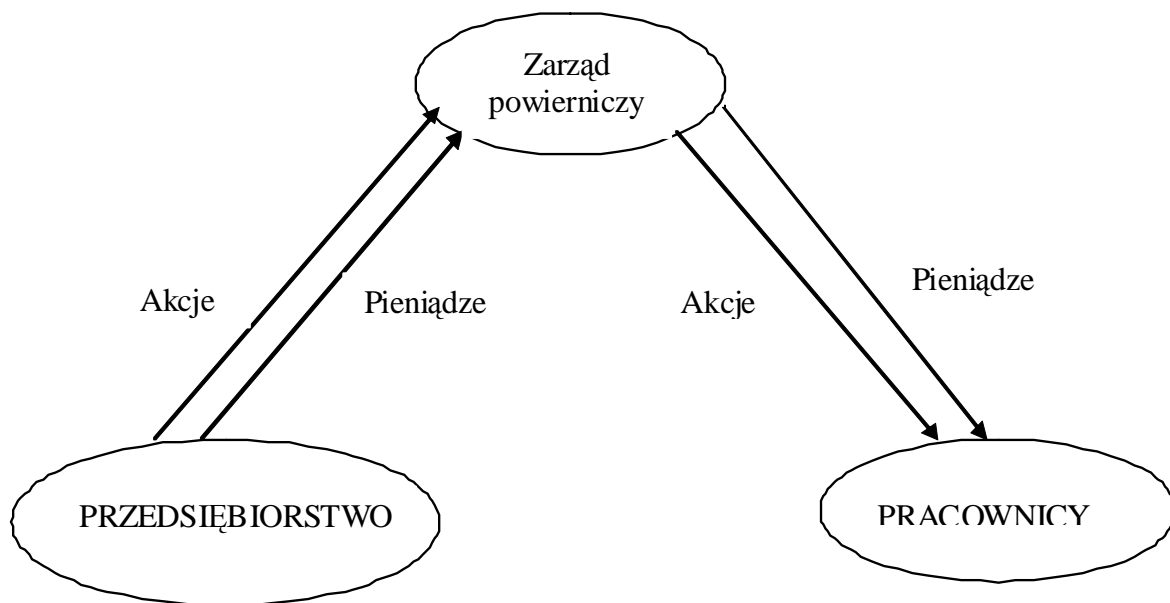 Zarząd
powierniczy
Akcje
Pieniądze
Akcje
Pieniądze
PRZEDSIĘBIORSTWO
PRACOWNICY